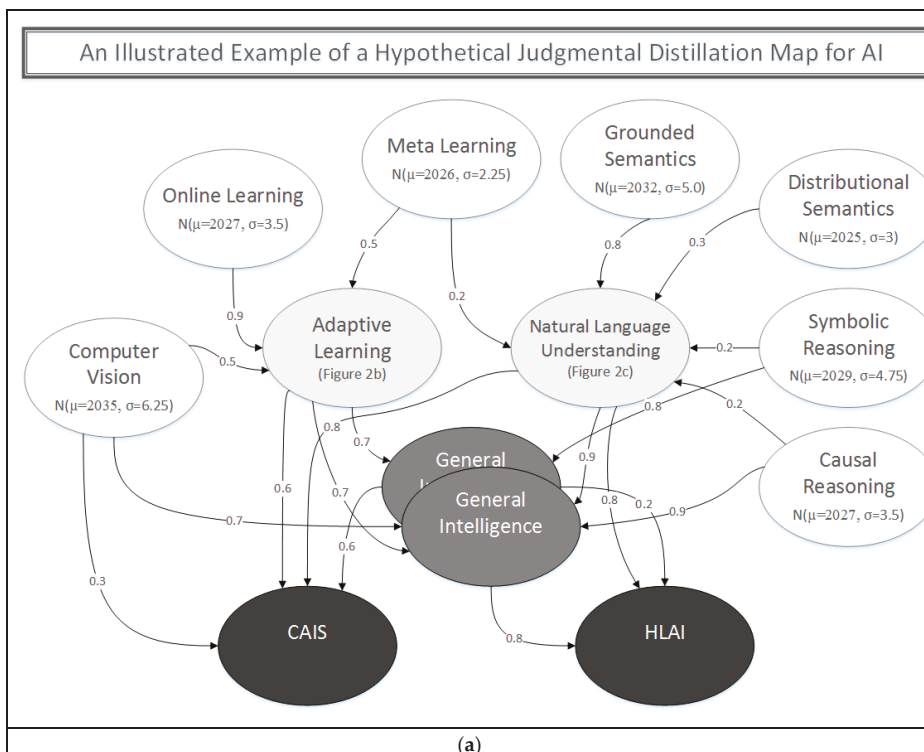 An Illustrated Example of a Hypothetical Judgmental Distillation Map for AI
Meta Learning
N(μ=2026, σ=2.25)
Grounded
Semantics
N(μ=2032, σ=5.0)
Online Learning
N(μ=2027, σ=3.5)
Distributional
Semantics
N(μ=2025, σ=3)
0.5
0.8
0.3
0.9
0.2
Adaptive
Learning
(Figure 2b)
Natural Language
Understanding
(Figure 2c)
Symbolic
Reasoning
N(μ=2029, σ=4.75)
Computer
Vision
N(μ=2035, σ=6.25)
0.5
0.2
0.8
0.2
0.8
0.7
0.9
Causal
Reasoning
N(μ=2027, σ=3.5)
General
General
Intelligence
0.6
0.7
0.8
0.2
0.9
0.7
0.6
0.3
CAIS
0.8
HLAI
(a)